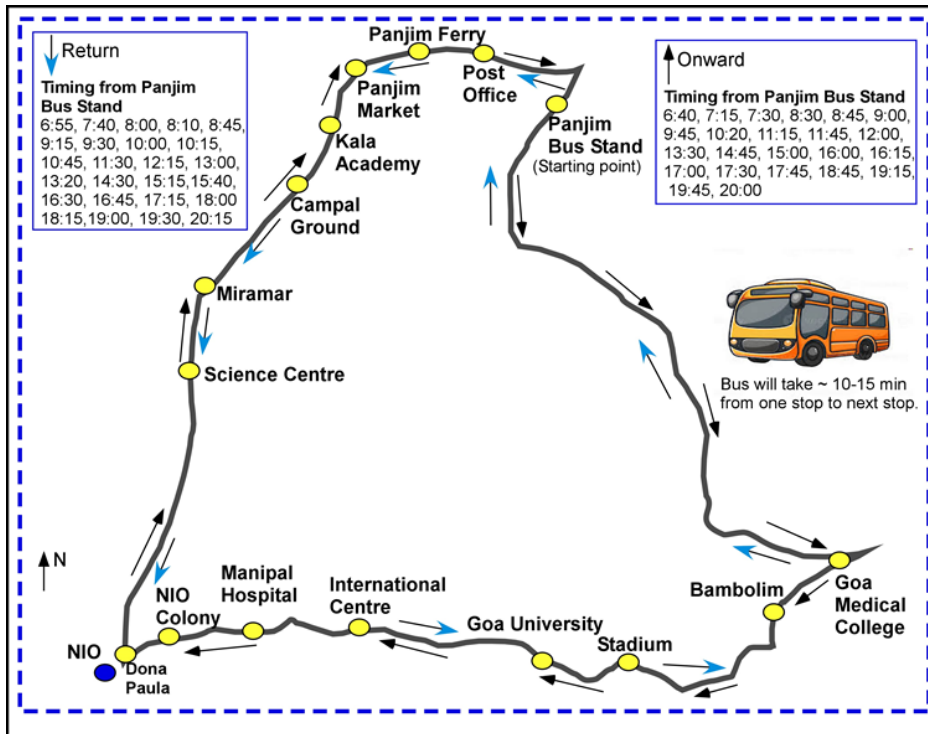 Return
Timing from Panjim
Bus Stand
6:55, 7:40, 8:00, 8:10, 8:45,
9:15, 9:30, 10:00, 10:15,
10:45, 11:30, 12:15, 13:00,
13:20, 14:30, 15:15, 15:40,
16:30, 16:45, 17:15, 18:00
18:15, 19:00, 19:30, 20:15
Panjim Ferry
Panjim
Market
Post
Office
Kala
Academy
Panjim
Bus Stand
(Starting point)
Onward
Timing from Panjim Bus Stand
6:40, 7:15, 7:30, 8:30, 8:45, 9:00,
9:45, 10:20, 11:15, 11:45, 12:00,
13:30, 14:45, 15:00, 16:00, 16:15,
17:00, 17:30, 17:45, 18:45, 19:15,
19:45, 20:00
Campal
Ground
Miramar
Science Centre
Bus will take ~ 10-15 min
from one stop to next stop.
N
NIO
Dona
Paula
NIO
Colony
Manipal
Hospital
International
Centre
Goa University
Stadium
Bambolim
Goa
Medical
College